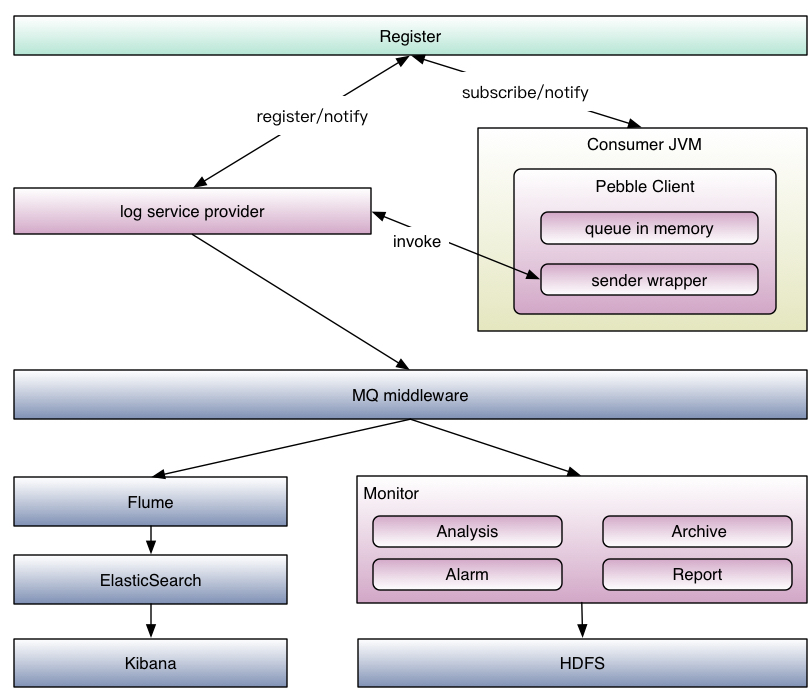 Register
subscribe/notify
register/notify
Consumer JVM
Pebble Client
log service provider
queue in memory
invoke
sender wrapper
MQ middleware
Flume
Monitor
Analysis
Archive
ElasticSearch
Alarm
Report
Kibana
HDFS